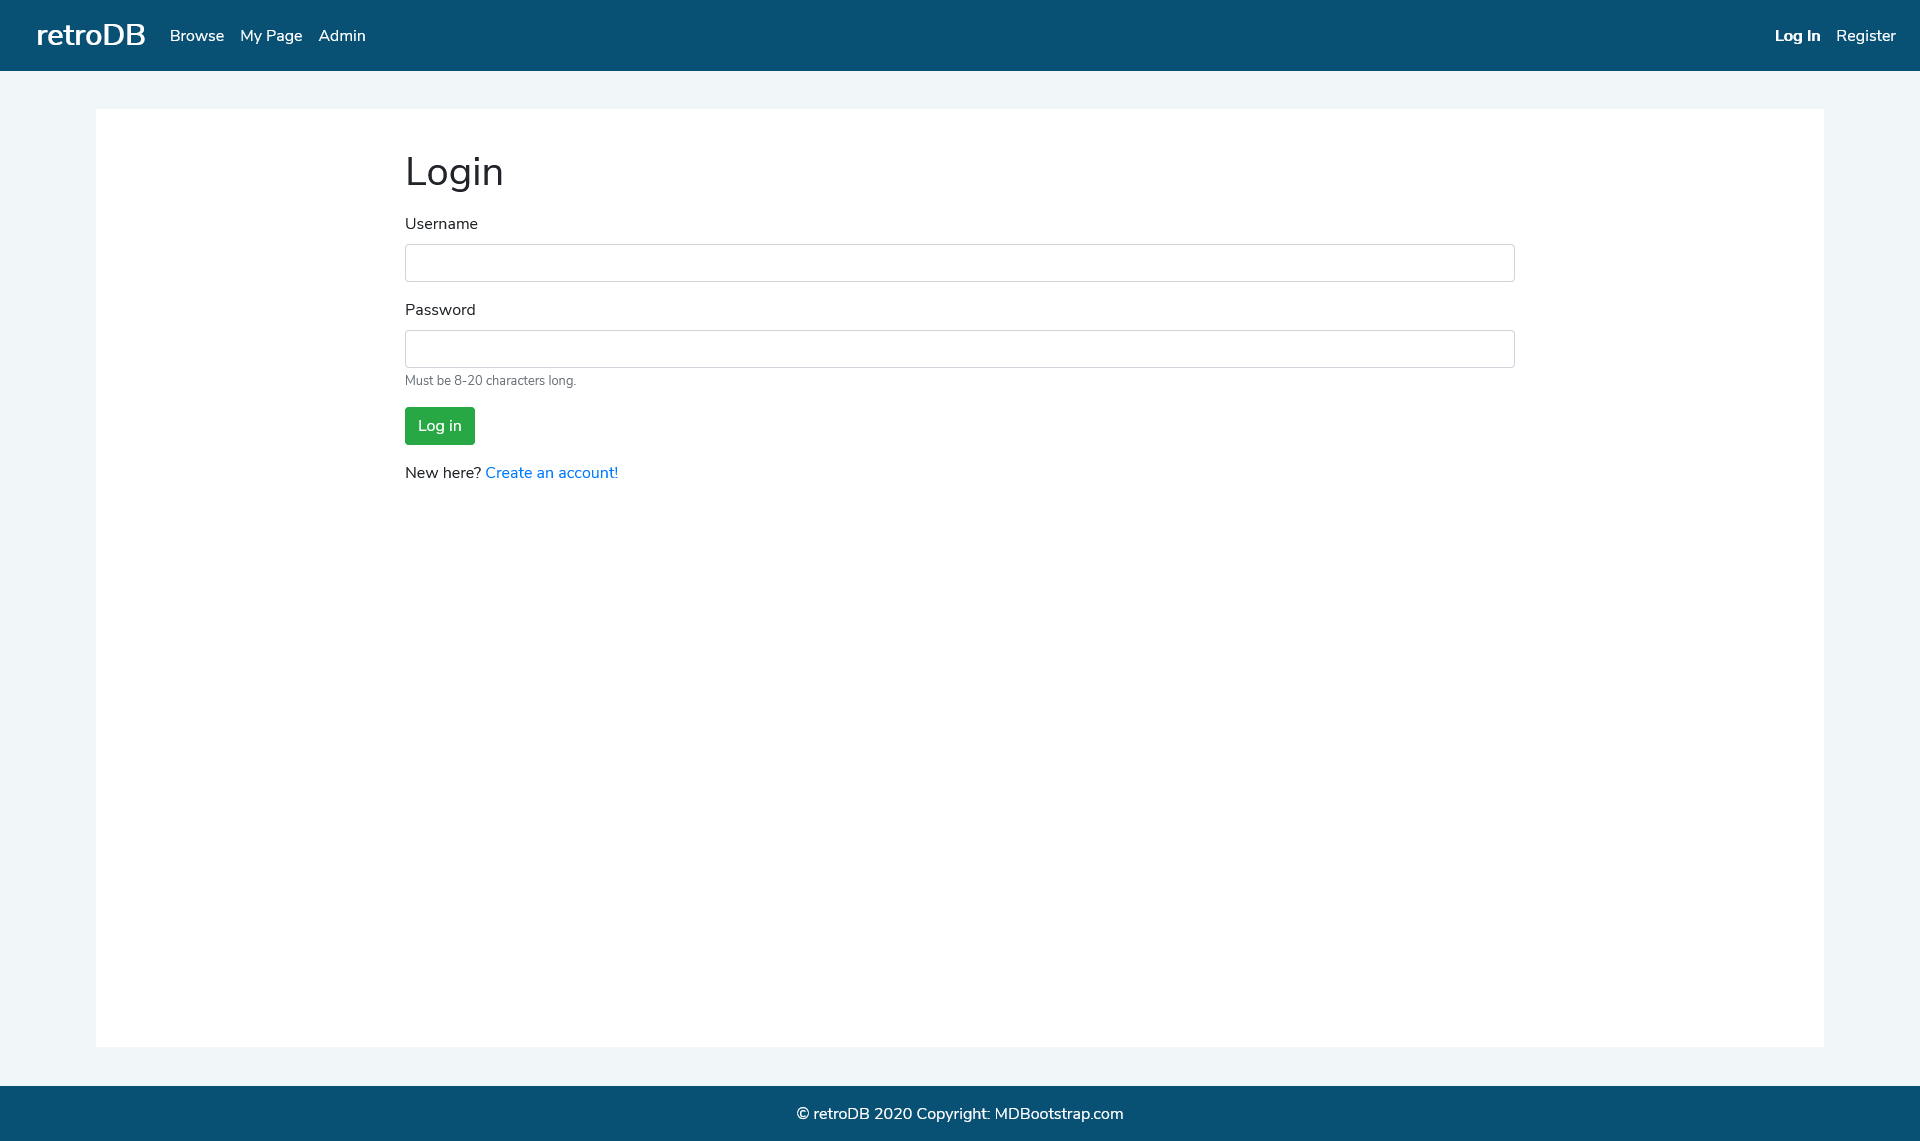 retroDB Browse My Page Admin Log In Register
Login
Username
Password
Must be 8-20 characters long.
Log in
New here? Create an account!
© retroDB 2020 Copyright: MDBootstrap.com